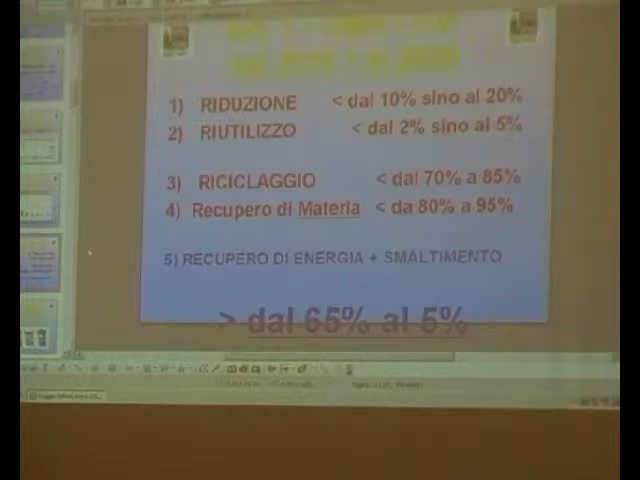 1) RIDUZIONE < dal 10% sino al 20%
2) RIUTILIZZO < dal 2% sino al 5%
3) RICICLAGGIO < dal 70% a 85%
4) Recupero di Materia < da 80% a 95%
5) RECUPERO DI ENERGIA + SMALTIMENTO
> dal 65% al 5%